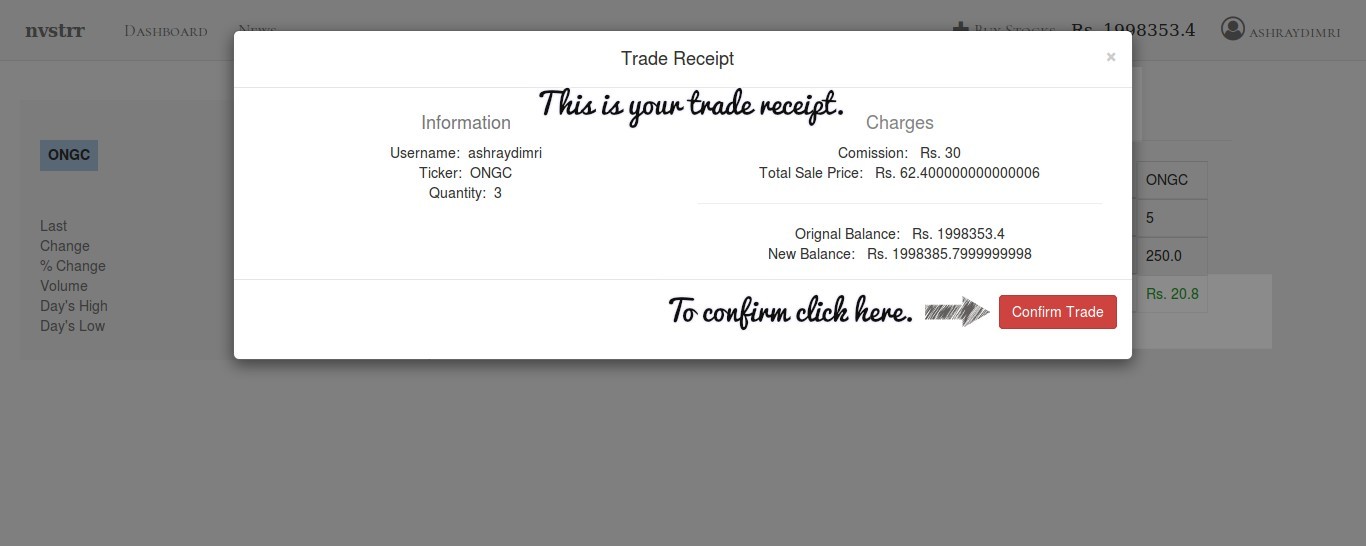 nvstrr Dashboard News Buy Stocks Rs. 1998353.4 ashraydimri
Trade Receipt ×
This is your trade receipt.
Information
Username: ashraydimri
Ticker: ONGC
Quantity: 3
Charges
Comission: Rs. 30
Total Sale Price: Rs. 62.400000000000006
Orignal Balance: Rs. 1998353.4
New Balance: Rs. 1998385.7999999998
To confirm click here. Confirm Trade
ONGC
Last
Change
% Change
Volume
Day's High
Day's Low
ONGC
5
250.0
Rs. 20.8